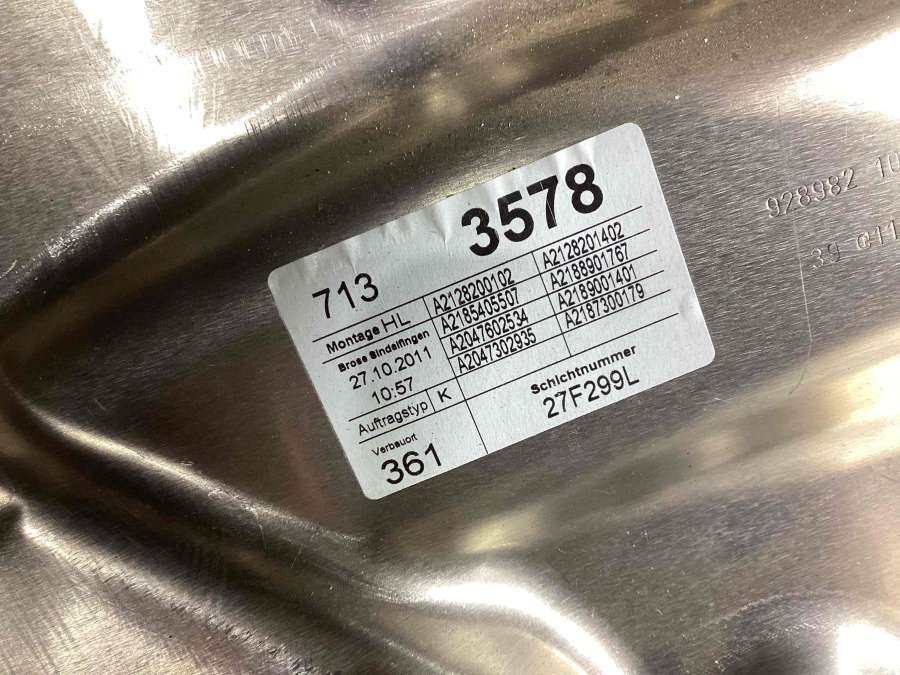 713 3578
Montage HL
Brose Sindelfingen
27.10.2011
10:57
Auftragstyp K
A2128200102 A2128201402
A2185405507 A2188901767
A2047602534 A2189001401
A2047302935 A2187300179
Verbauort
361
Schichtnummer
27F299L
928982
39